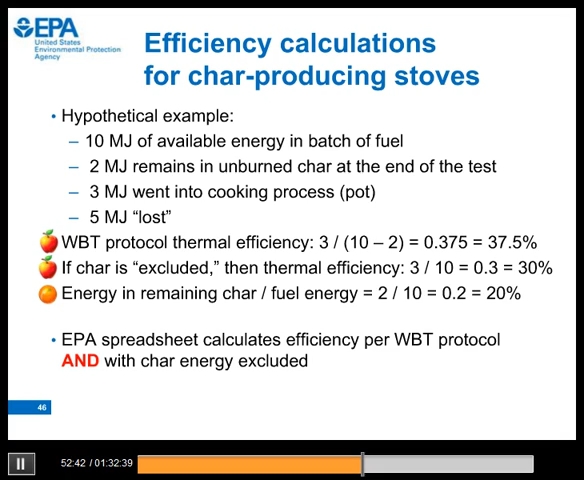 EPA
United States
Environmental Protection
Agency
Efficiency calculations
for char-producing stoves
• Hypothetical example:
– 10 MJ of available energy in batch of fuel
– 2 MJ remains in unburned char at the end of the test
– 3 MJ went into cooking process (pot)
– 5 MJ “lost”
WBT protocol thermal efficiency: 3 / (10 – 2) = 0.375 = 37.5%
If char is “excluded,” then thermal efficiency: 3 / 10 = 0.3 = 30%
Energy in remaining char / fuel energy = 2 / 10 = 0.2 = 20%
• EPA spreadsheet calculates efficiency per WBT protocol
AND with char energy excluded
46
52:42 / 01:32:39